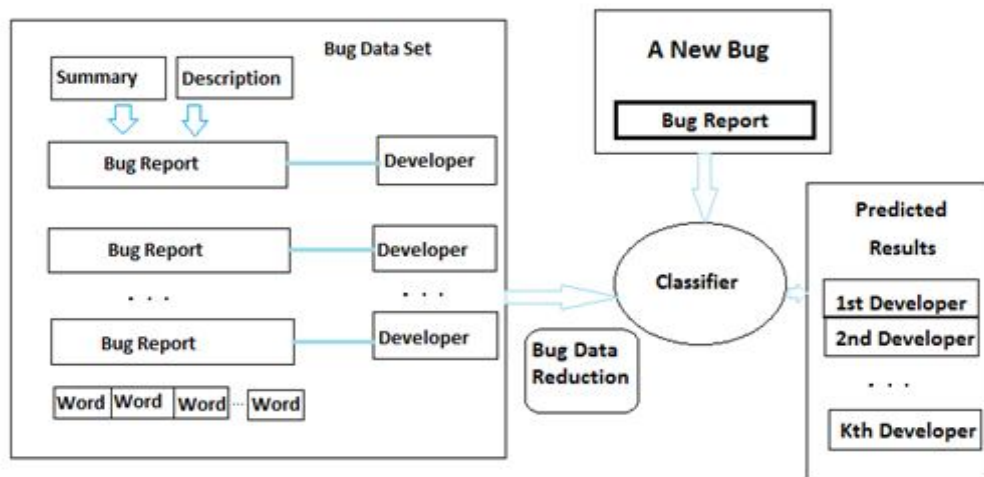 Bug Data Set
Summary
Description
Bug Report
Developer
Bug Report
Developer
. . .
. . .
Bug Report
Developer
Word Word Word ... Word
Bug Data
Reduction
A New Bug
Bug Report
Classifier
Predicted
Results
1st Developer
2nd Developer
. . .
Kth Developer